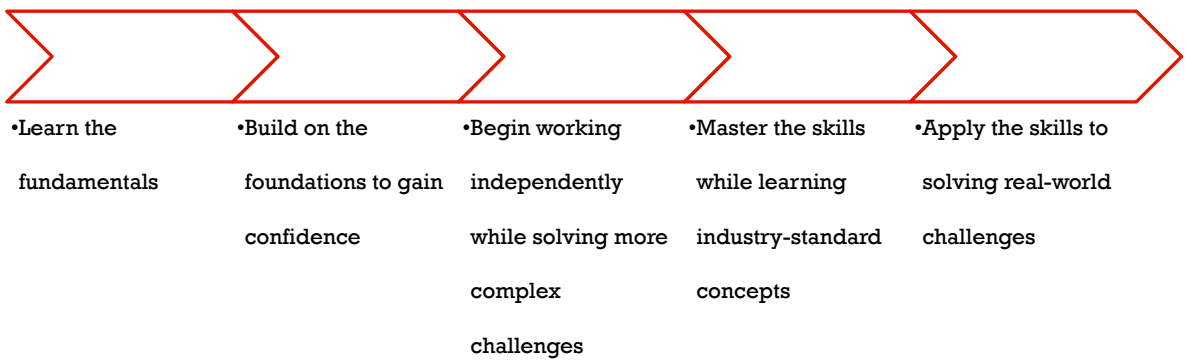 •Learn the
fundamentals
•Build on the
foundations to gain
confidence
•Begin working
independently
while solving more
complex
challenges
•Master the skills
while learning
industry-standard
concepts
•Apply the skills to
solving real-world
challenges